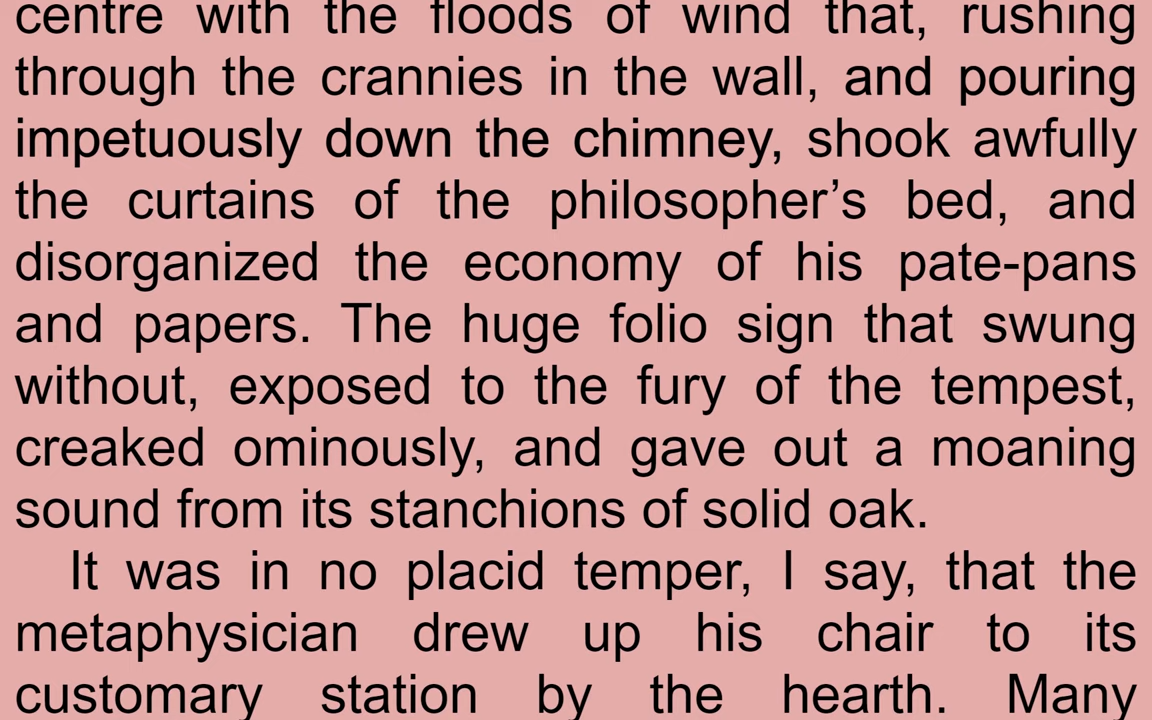 centre with the floods of wind that, rushing
through the crannies in the wall, and pouring
impetuously down the chimney, shook awfully
the curtains of the philosopher’s bed, and
disorganized the economy of his pate-pans
and papers. The huge folio sign that swung
without, exposed to the fury of the tempest,
creaked ominously, and gave out a moaning
sound from its stanchions of solid oak.
It was in no placid temper, I say, that the
metaphysician drew up his chair to its
customary station by the hearth. Many